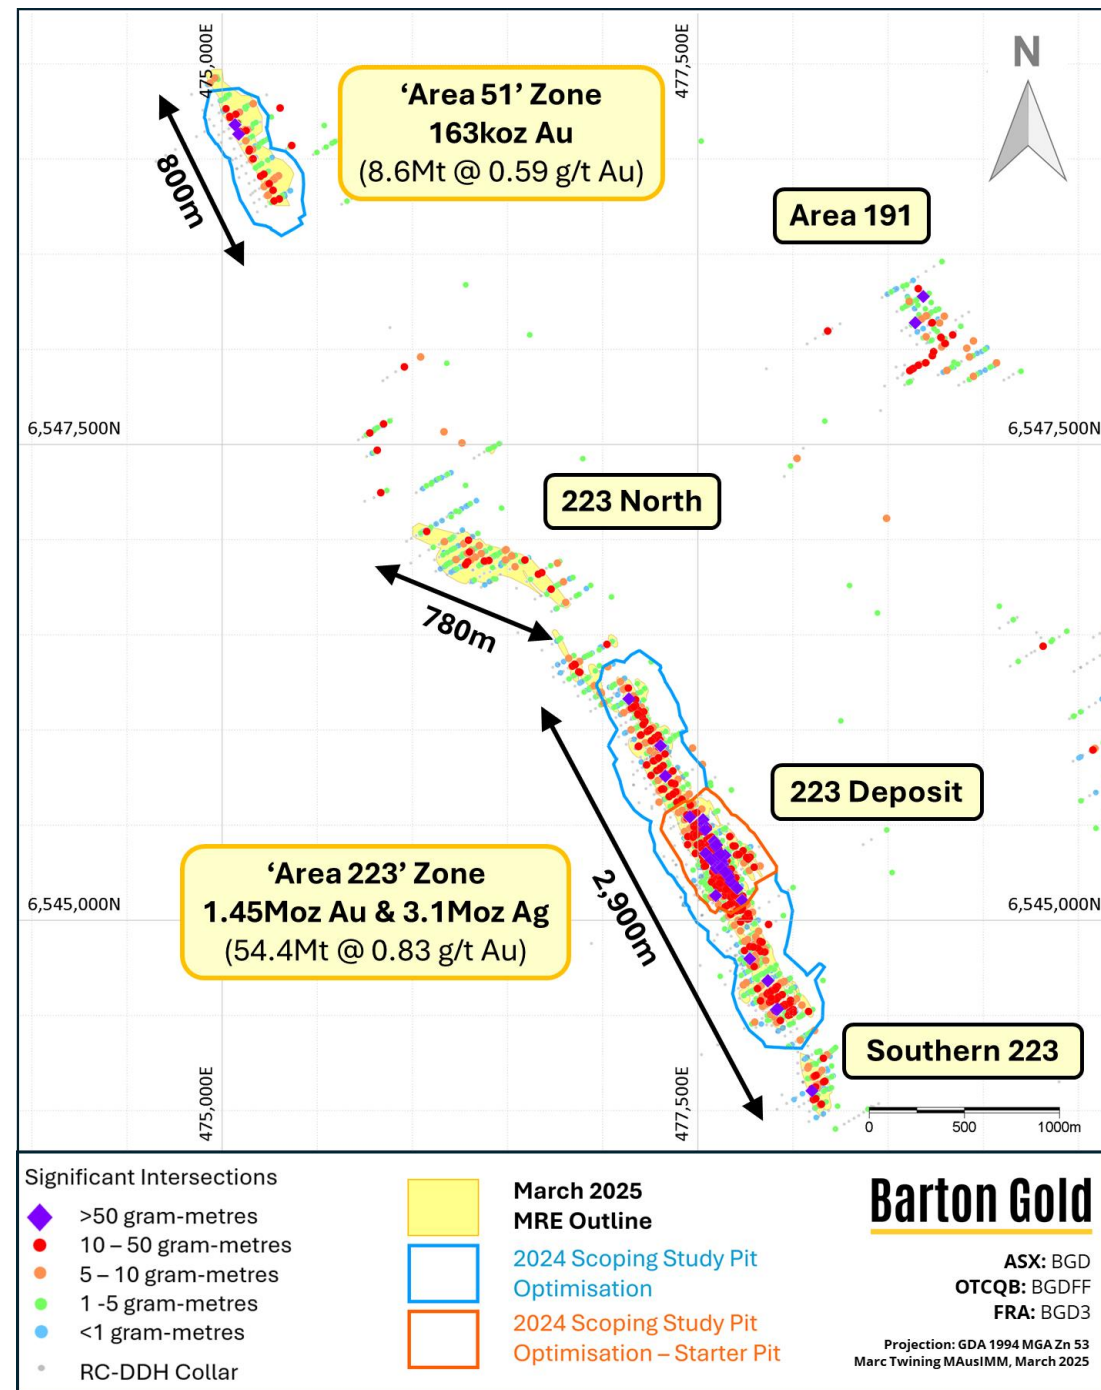 475,000E
477,500E
N
‘Area 51’ Zone
163koz Au
(8.6Mt @ 0.59 g/t Au)
800m
Area 191
6,547,500N
6,547,500N
223 North
780m
223 Deposit
‘Area 223’ Zone
1.45Moz Au & 3.1Moz Ag
(54.4Mt @ 0.83 g/t Au)
6,545,000N
6,545,000N
2,900m
Southern 223
475,000E
477,500E
0 500 1000m
Significant Intersections
>50 gram-metres
10 – 50 gram-metres
5 – 10 gram-metres
1 -5 gram-metres
<1 gram-metres
RC-DDH Collar
March 2025
MRE Outline
2024 Scoping Study Pit
Optimisation
2024 Scoping Study Pit
Optimisation – Starter Pit
Barton Gold
ASX: BGD
OTCQB: BGDFF
FRA: BGD3
Projection: GDA 1994 MGA Zn 53
Marc Twining MAusIMM, March 2025